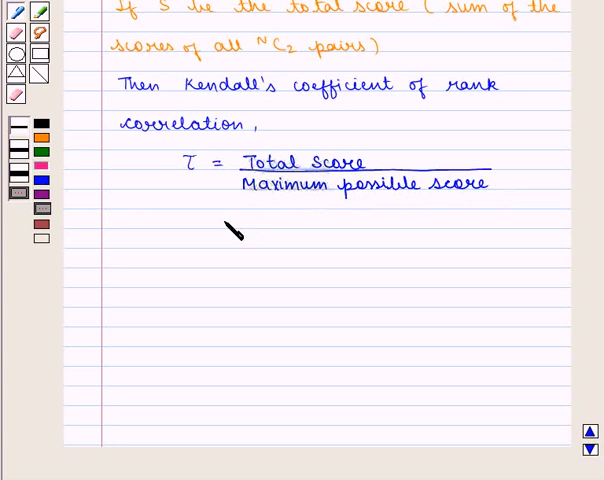 If S be the total score ( sum of the
scores of all ᴺC₂ pairs )
Then Kendall's coefficient of rank
correlation ,
τ = Total score
Maximum possible score